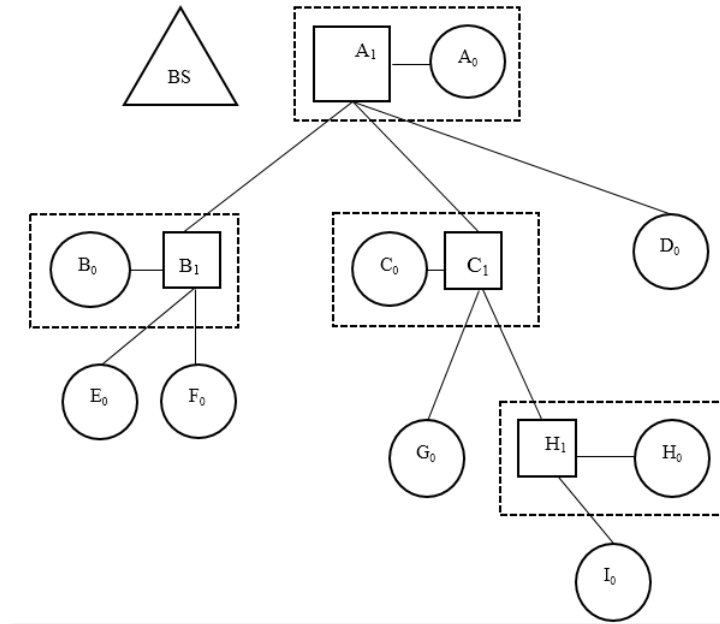 BS
A₁ A₀
B₀ B₁ C₀ C₁ D₀
E₀ F₀
G₀ H₁ H₀
I₀